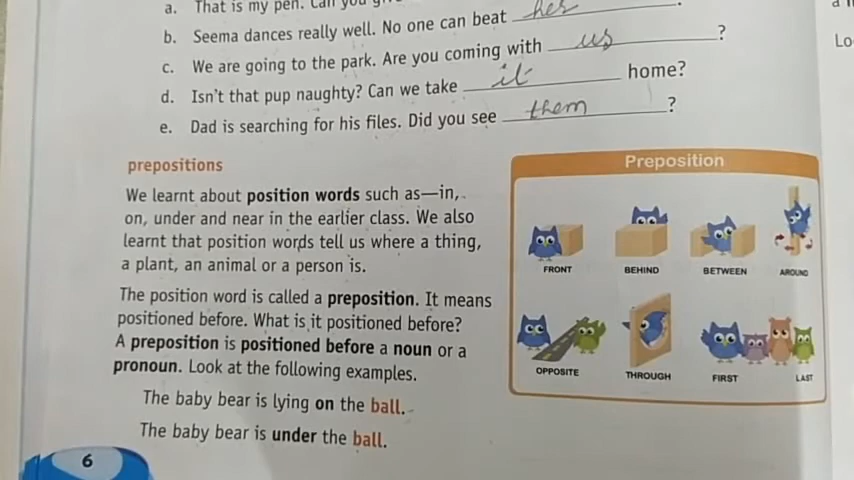 a. That is my pen. Can you
b. Seema dances really well. No one can beat her.
c. We are going to the park. Are you coming with us ?
d. Isn't that pup naughty? Can we take it home?
e. Dad is searching for his files. Did you see them ?
prepositions
We learnt about position words such as—in,
on, under and near in the earlier class. We also
learnt that position words tell us where a thing,
a plant, an animal or a person is.
The position word is called a preposition. It means
positioned before. What is it positioned before?
A preposition is positioned before a noun or a
pronoun. Look at the following examples.
The baby bear is lying on the ball.
The baby bear is under the ball.
6
Preposition
FRONT BEHIND BETWEEN AROUND
OPPOSITE THROUGH FIRST LAST
Lo